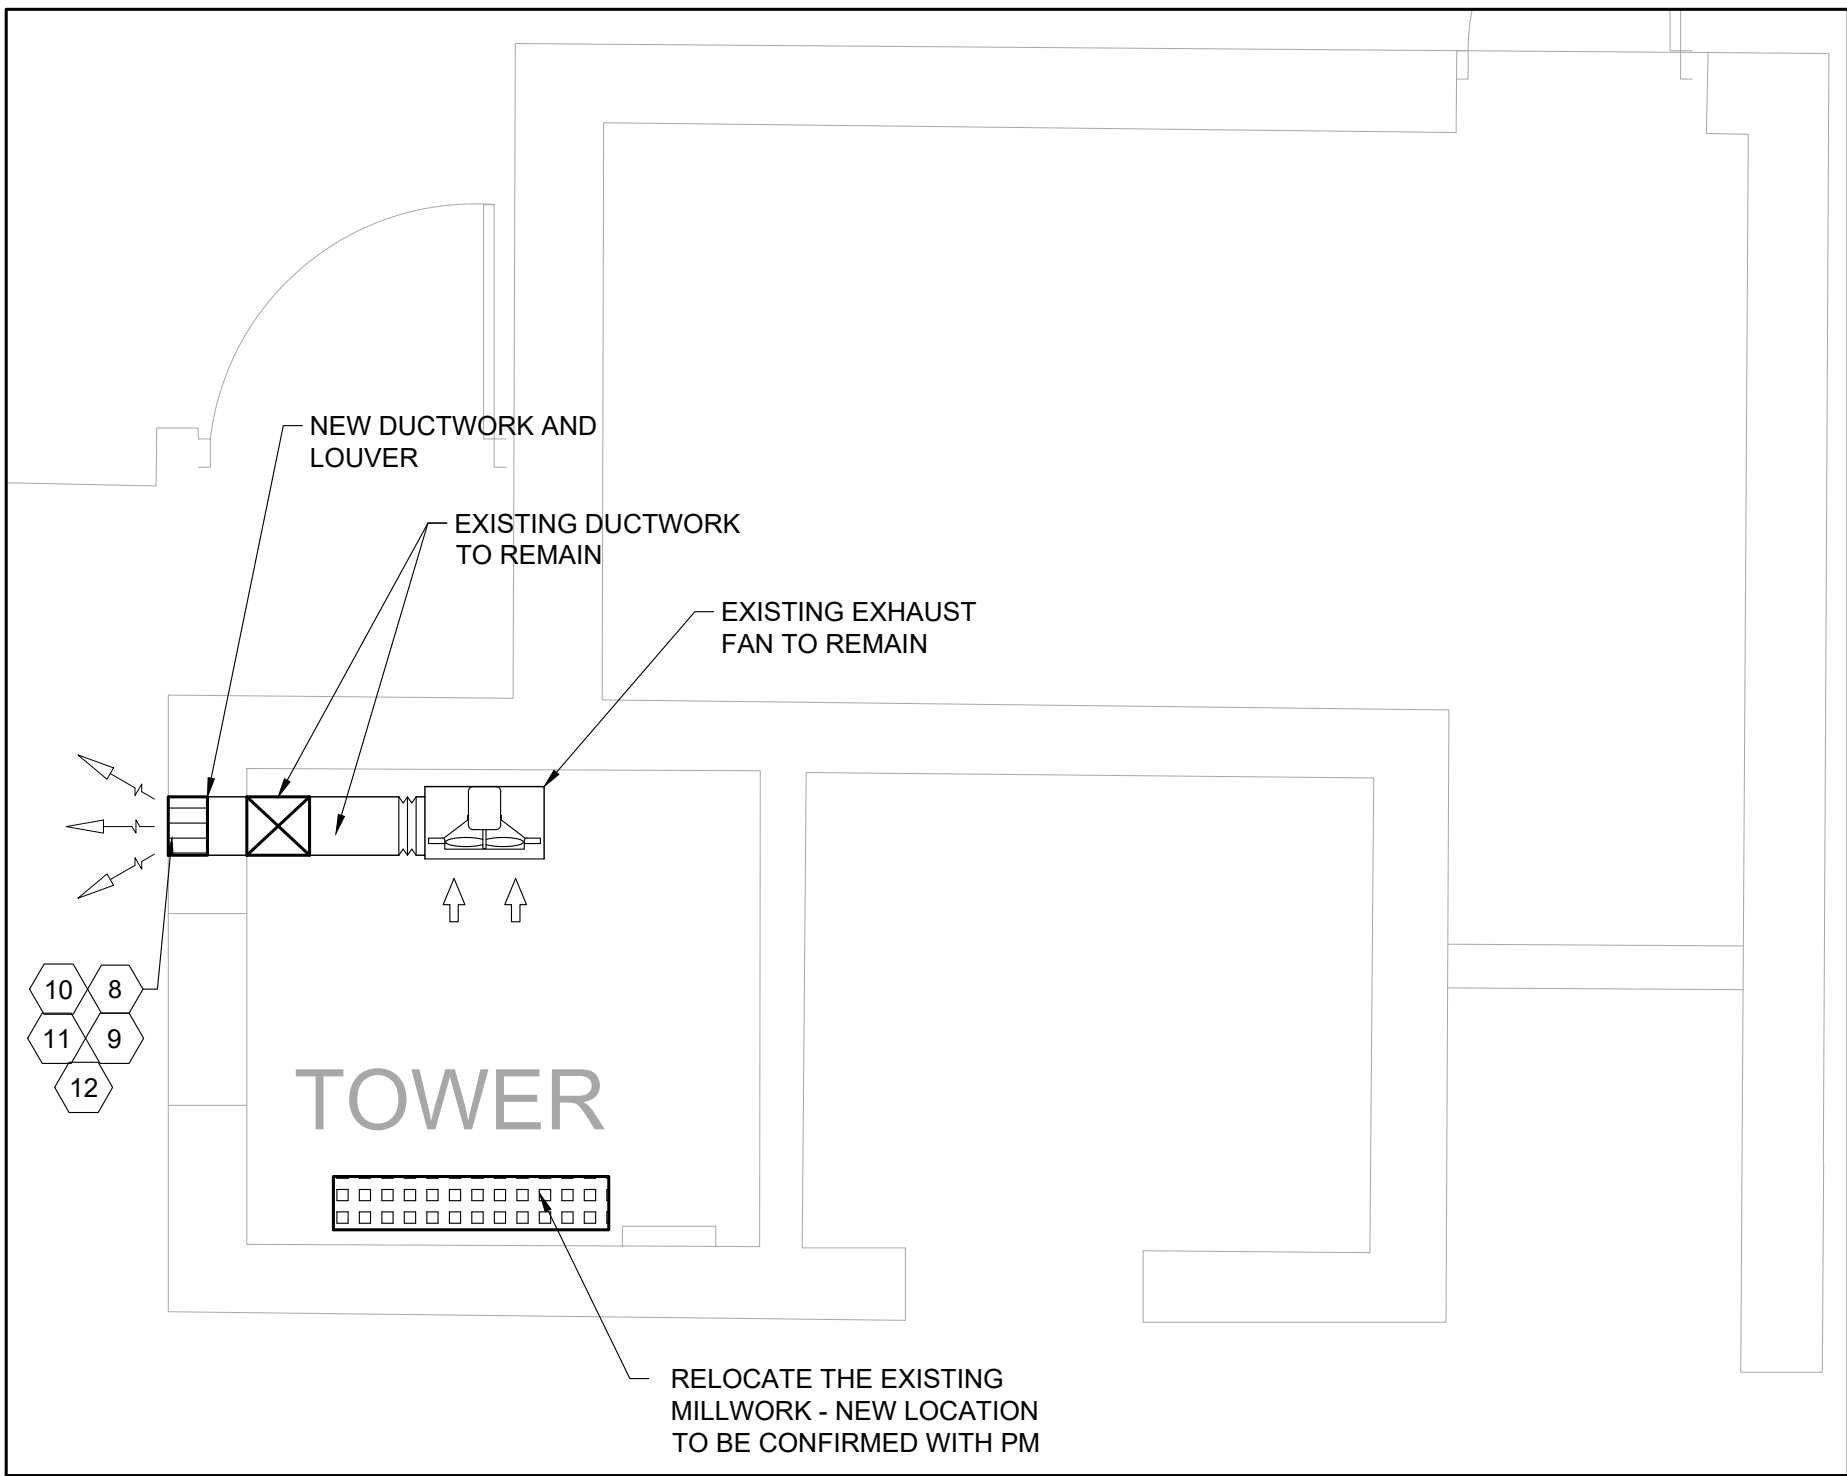 NEW DUCTWORK AND
LOUVER
EXISTING DUCTWORK
TO REMAIN
EXISTING EXHAUST
FAN TO REMAIN
10 8
11 9
12
TOWER
RELOCATE THE EXISTING
MILLWORK - NEW LOCATION
TO BE CONFIRMED WITH PM